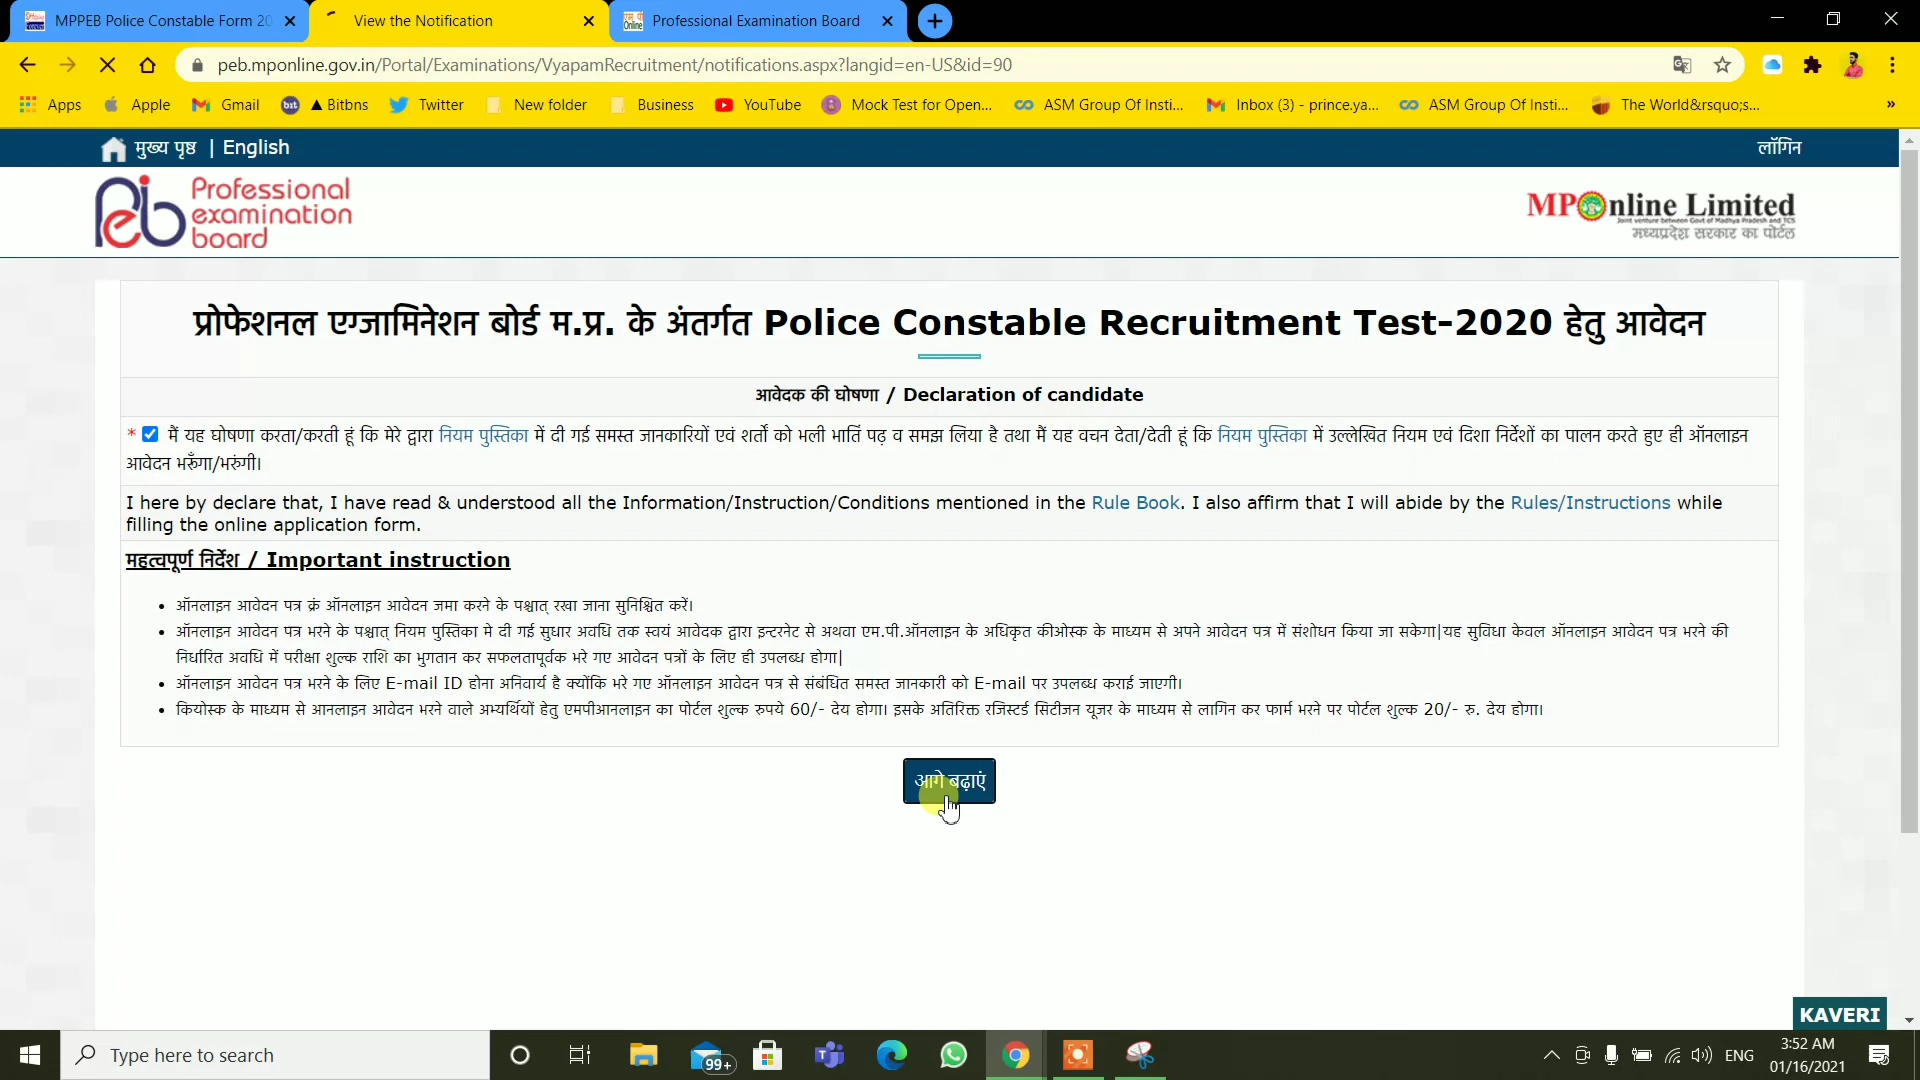 MPPEB Police Constable Form 20
View the Notification
Professional Examination Board
peb.mponline.gov.in/Portal/Examinations/VyapamRecruitment/notifications.aspx?langid=en-US&id=90
Apps
Apple
Gmail
▲Bitbns
Twitter
New folder
Business
YouTube
Mock Test for Open...
ASM Group Of Insti...
Inbox (3) - prince.ya...
ASM Group Of Insti...
The World&rsquo;s...
»
मुख्य पृष्ठ | English
लॉगिन
Peb Professional examination board
MPOnline Limited
Joint venture between Govt of Madhya Pradesh and TCS
मध्यप्रदेश सरकार का पोर्टल
प्रोफेशनल एग्जामिनेशन बोर्ड म.प्र. के अंतर्गत Police Constable Recruitment Test-2020 हेतु आवेदन
आवेदक की घोषणा / Declaration of candidate
* मैं यह घोषणा करता/करती हूं कि मेरे द्वारा नियम पुस्तिका में दी गई समस्त जानकारियों एवं शर्तों को भली भातिं पढ़ व समझ लिया है तथा मैं यह वचन देता/देती हूं कि नियम पुस्तिका में उल्लेखित नियम एवं दिशा निर्देशों का पालन करते हुए ही ऑनलाइन
आवेदन भरूँगा/भरुंगी।
I here by declare that, I have read & understood all the Information/Instruction/Conditions mentioned in the Rule Book. I also affirm that I will abide by the Rules/Instructions while
filling the online application form.
महत्वपूर्ण निर्देश / Important instruction
• ऑनलाइन आवेदन पत्र क्रं ऑनलाइन आवेदन जमा करने के पश्चात् रखा जाना सुनिश्चित करें।
• ऑनलाइन आवेदन पत्र भरने के पश्चात् नियम पुस्तिका मे दी गई सुधार अवधि तक स्वयं आवेदक द्वारा इन्टरनेट से अथवा एम.पी.ऑनलाइन के अधिकृत कीओस्क के माध्यम से अपने आवेदन पत्र में संशोधन किया जा सकेगा|यह सुविधा केवल ऑनलाइन आवेदन पत्र भरने की
निर्धारित अवधि में परीक्षा शुल्क राशि का भुगतान कर सफलतापूर्वक भरे गए आवेदन पत्रों के लिए ही उपलब्ध होगा|
• ऑनलाइन आवेदन पत्र भरने के लिए E-mail ID होना अनिवार्य है क्योंकि भरे गए ऑनलाइन आवेदन पत्र से संबंधित समस्त जानकारी को E-mail पर उपलब्ध कराई जाएगी।
• कियोस्क के माध्यम से आनलाइन आवेदन भरने वाले अभ्यर्थियों हेतु एमपीआनलाइन का पोर्टल शुल्क रुपये 60/- देय होगा। इसके अतिरिक्त रजिस्टर्ड सिटीजन यूजर के माध्यम से लागिन कर फार्म भरने पर पोर्टल शुल्क 20/- रु. देय होगा।
आगे बढ़ाएं
KAVERI
Type here to search
99+
ENG
3:52 AM
01/16/2021